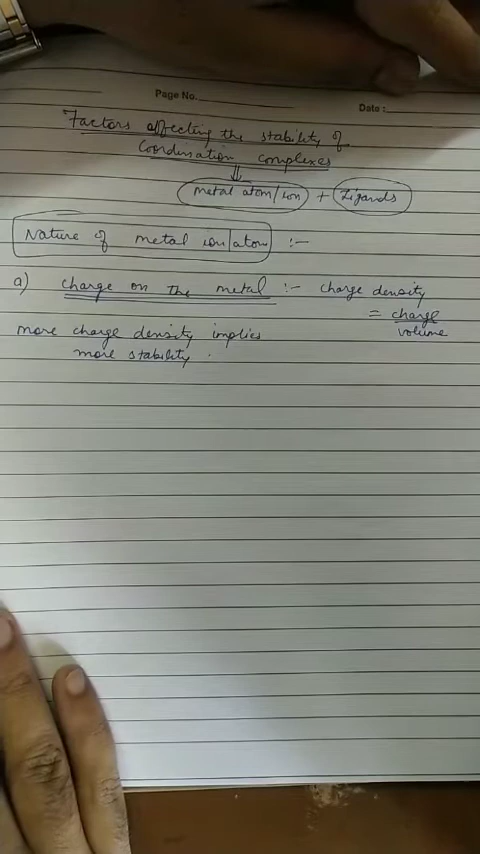 Page No.
Date :
Factors affecting the stability of
coordination complexes
⇓
metal atom/ion + Ligands
Nature of metal ion/atom :-
a) charge on the metal :- charge density
= charge/volume
more charge density implies
more stability .